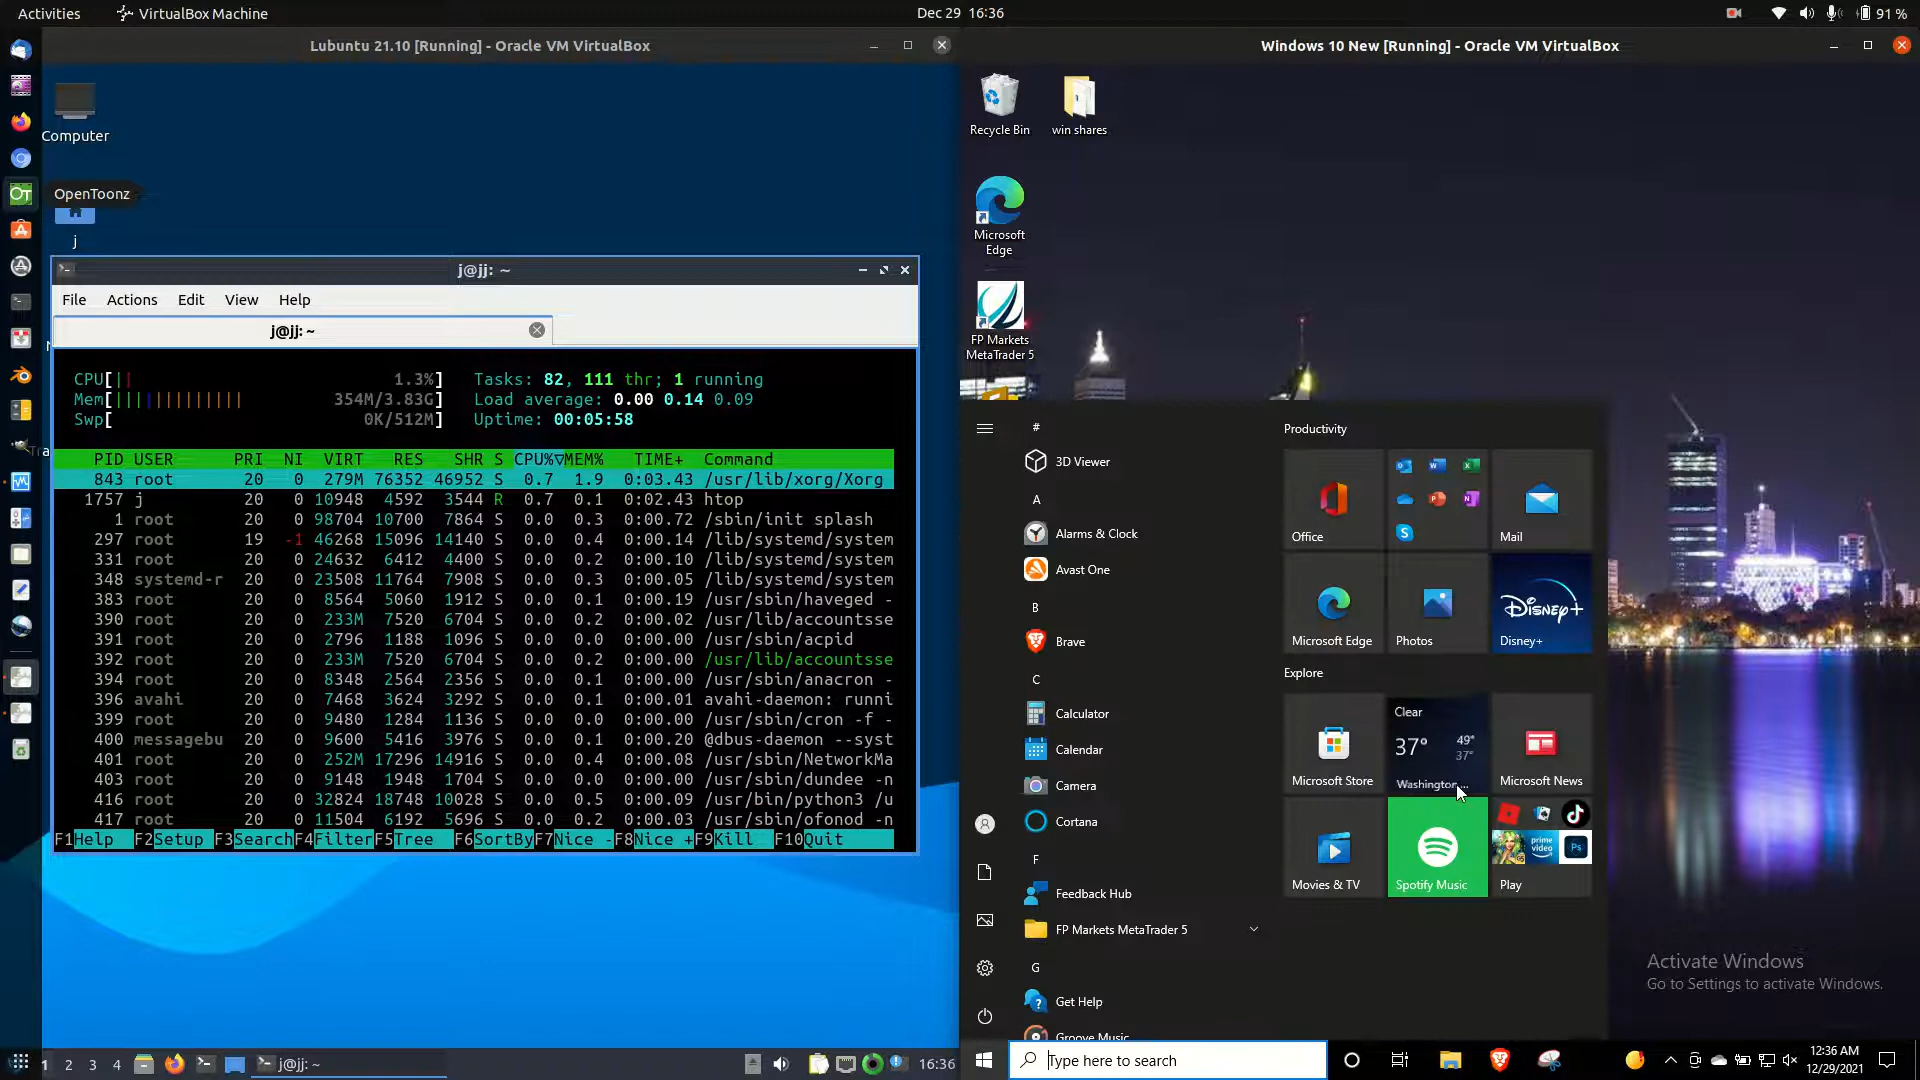 Activities
VirtualBox Machine
Dec 29 16:36
91 %
Lubuntu 21.10 [Running] - Oracle VM VirtualBox
Computer
OpenToonz
j
j@jj: ~
File Actions Edit View Help
j@jj: ~
CPU[|| 1.3%] Tasks: 82, 111 thr; 1 running
Mem[||||||||||||| 354M/3.83G] Load average: 0.00 0.14 0.09
Swp[ 0K/512M] Uptime: 00:05:58
PID USER PRI NI VIRT RES SHR S CPU%▽MEM% TIME+ Command
843 root 20 0 279M 76352 46952 S 0.7 1.9 0:03.43 /usr/lib/xorg/Xorg
1757 j 20 0 10948 4592 3544 R 0.7 0.1 0:02.43 htop
1 root 20 0 98704 10700 7864 S 0.0 0.3 0:00.72 /sbin/init splash
297 root 19 -1 46268 15096 14140 S 0.0 0.4 0:00.14 /lib/systemd/system
331 root 20 0 24632 6412 4400 S 0.0 0.2 0:00.10 /lib/systemd/system
348 systemd-r 20 0 23508 11764 7908 S 0.0 0.3 0:00.05 /lib/systemd/system
383 root 20 0 8564 5060 1912 S 0.0 0.1 0:00.19 /usr/sbin/haveged -
390 root 20 0 233M 7520 6704 S 0.0 0.2 0:00.02 /usr/lib/accountsse
391 root 20 0 2796 1188 1096 S 0.0 0.0 0:00.00 /usr/sbin/acpid
392 root 20 0 233M 7520 6704 S 0.0 0.2 0:00.00 /usr/lib/accountsse
394 root 20 0 8348 2564 2356 S 0.0 0.1 0:00.00 /usr/sbin/anacron -
396 avahi 20 0 7468 3624 3292 S 0.0 0.1 0:00.01 avahi-daemon: runni
399 root 20 0 9480 1284 1136 S 0.0 0.0 0:00.00 /usr/sbin/cron -f -
400 messagebu 20 0 9600 5416 3976 S 0.0 0.1 0:00.20 @dbus-daemon --syst
401 root 20 0 252M 17296 14916 S 0.0 0.4 0:00.08 /usr/sbin/NetworkMa
403 root 20 0 9148 1948 1704 S 0.0 0.0 0:00.00 /usr/sbin/dundee -n
416 root 20 0 32824 18748 10028 S 0.0 0.5 0:00.09 /usr/bin/python3 /u
417 root 20 0 11504 6192 5696 S 0.0 0.2 0:00.03 /usr/sbin/ofonod -n
F1Help F2Setup F3SearchF4FilterF5Tree F6SortByF7Nice -F8Nice +F9Kill F10Quit
1 2 3 4
j@jj: ~
16:36
Windows 10 New [Running] - Oracle VM VirtualBox
Recycle Bin
win shares
Microsoft
Edge
FP Markets
MetaTrader 5
#
3D Viewer
A
Alarms & Clock
Avast One
B
Brave
C
Calculator
Calendar
Camera
Cortana
F
Feedback Hub
FP Markets MetaTrader 5
G
Get Help
Groove Music
Productivity
Office
Mail
Microsoft Edge
Photos
Disney+
Disney+
Explore
Microsoft Store
Clear
37° 49°
37°
Washington,...
Microsoft News
Movies & TV
Spotify Music
prime video
Ps
Play
Activate Windows
Go to Settings to activate Windows.
Type here to search
12:36 AM
12/29/2021